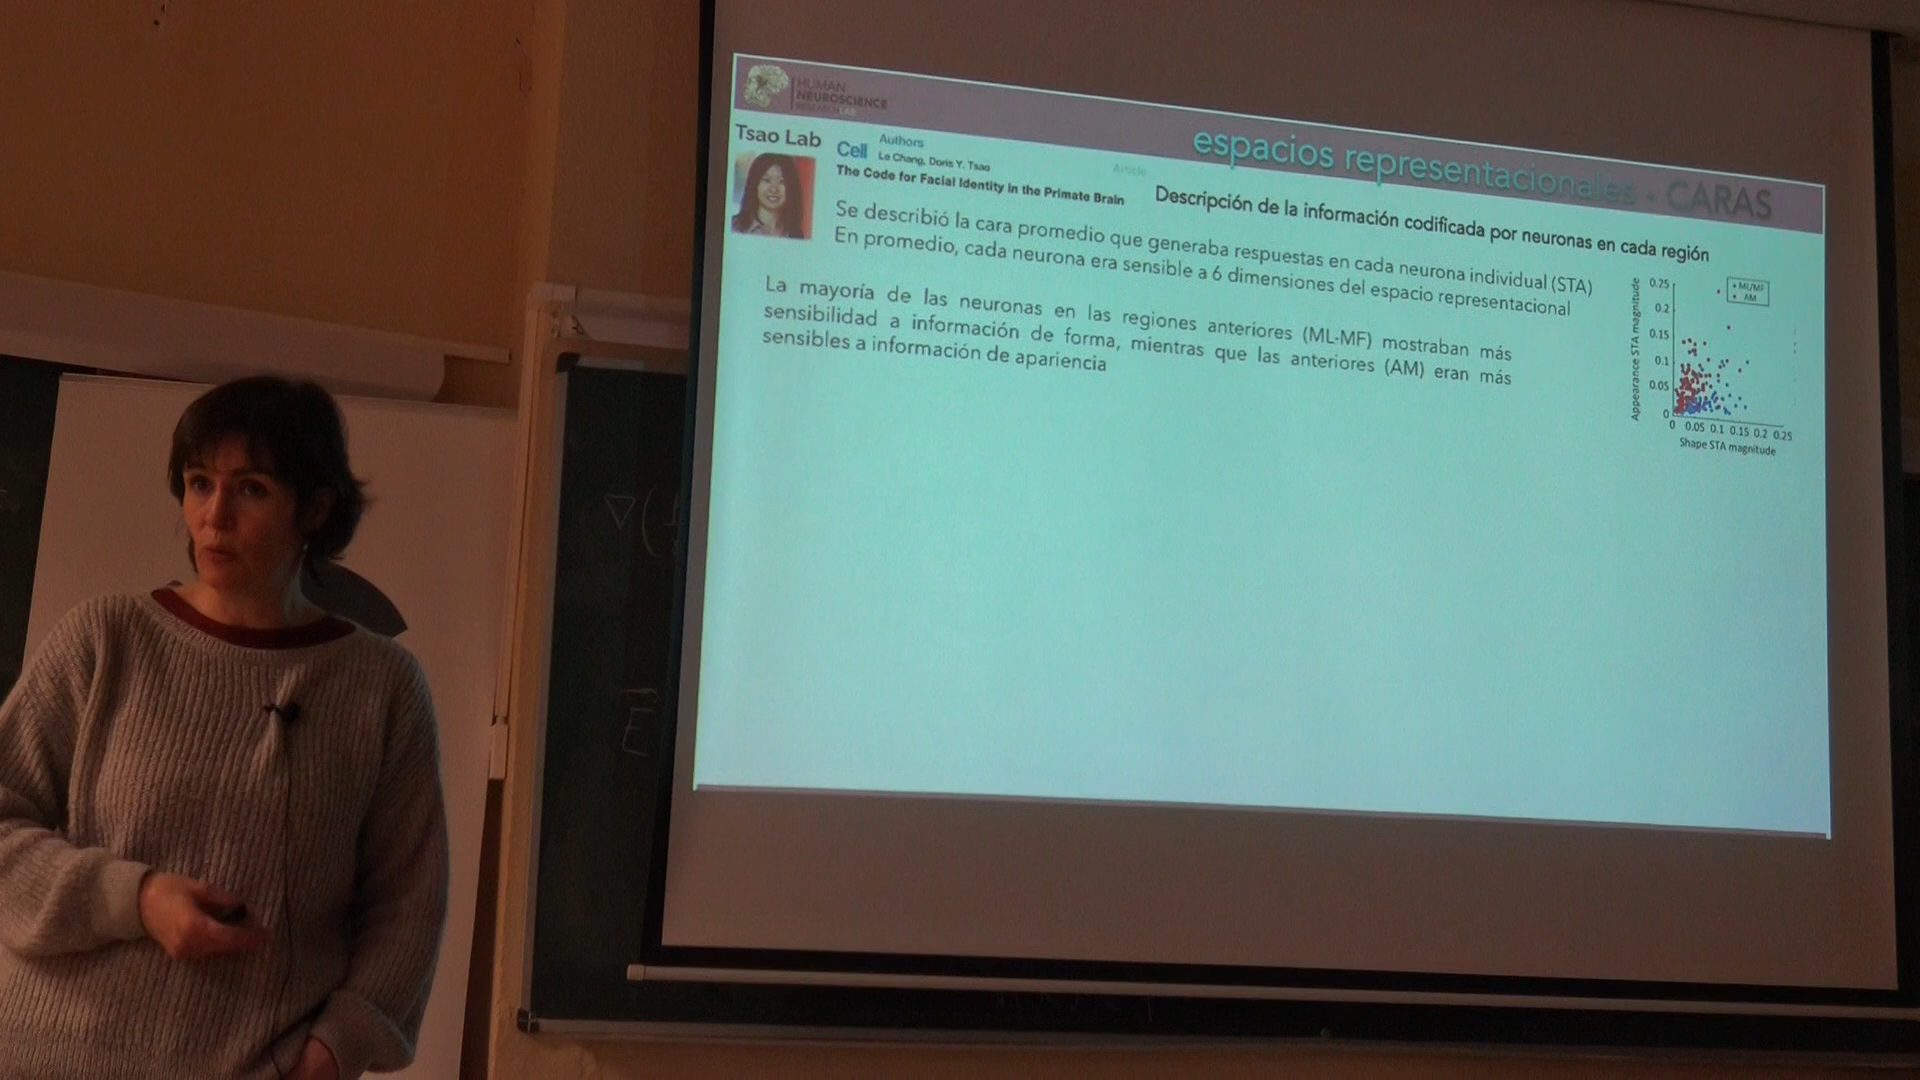 HUMAN
NEUROSCIENCE
espacios representacionales - CARAS
Tsao Lab
Cell
Authors
Le Chang, Doris Y. Tsao
Article
The Code for Facial Identity in the Primate Brain
Descripción de la información codificada por neuronas en cada región
Se describió la cara promedio que generaba respuestas en cada neurona individual (STA)
En promedio, cada neurona era sensible a 6 dimensiones del espacio representacional
La mayoría de las neuronas en las regiones anteriores (ML-MF) mostraban más
sensibilidad a información de forma, mientras que las anteriores (AM) eran más
sensibles a información de apariencia
Appearance STA magnitude
0.25
0.2
0.15
0.1
0.05
0
ML/MF
AM
0 0.05 0.1 0.15 0.2 0.25
Shape STA magnitude
E